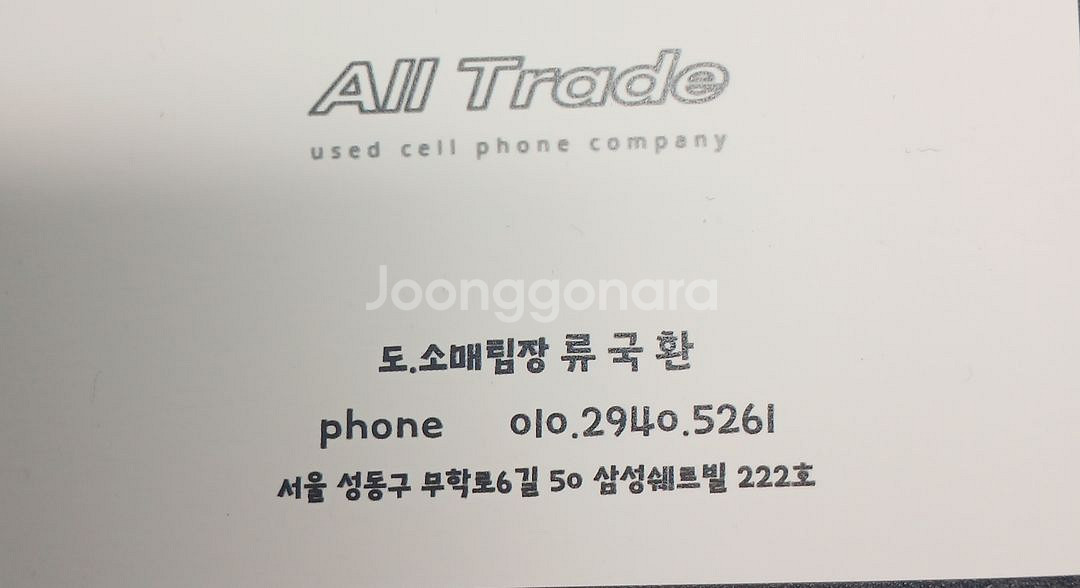 All Trade
used cell phone company
Joonggonara
도.소매팀장 류국환
phone 010.2940.5261
서울 성동구 무학로6길 50 삼성쉐르빌 222호